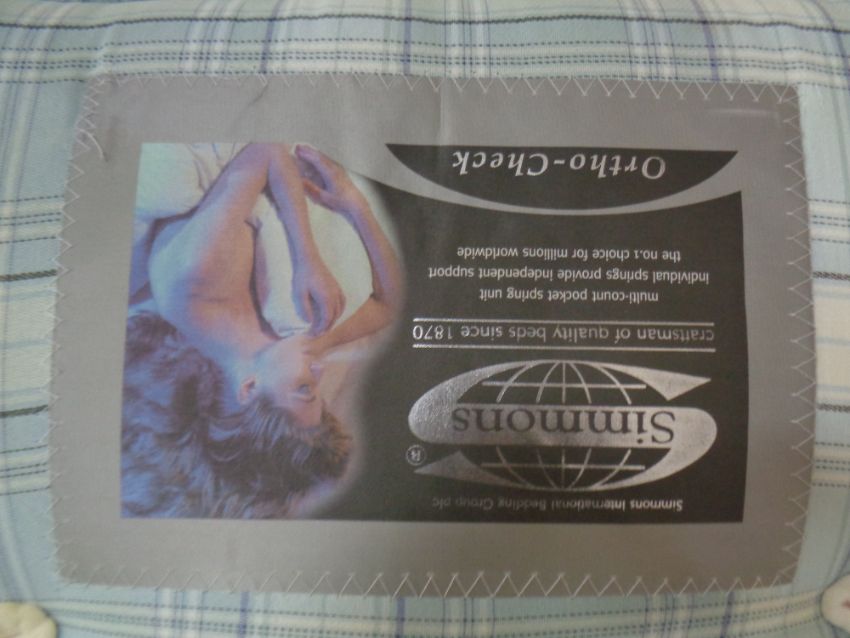 Simmons International Bedding Group plc
Simmons
®
craftsman of quality beds since 1870
multi-count pocket spring unit
individual springs provide independent support
the no.1 choice for millions worldwide
Ortho-Check